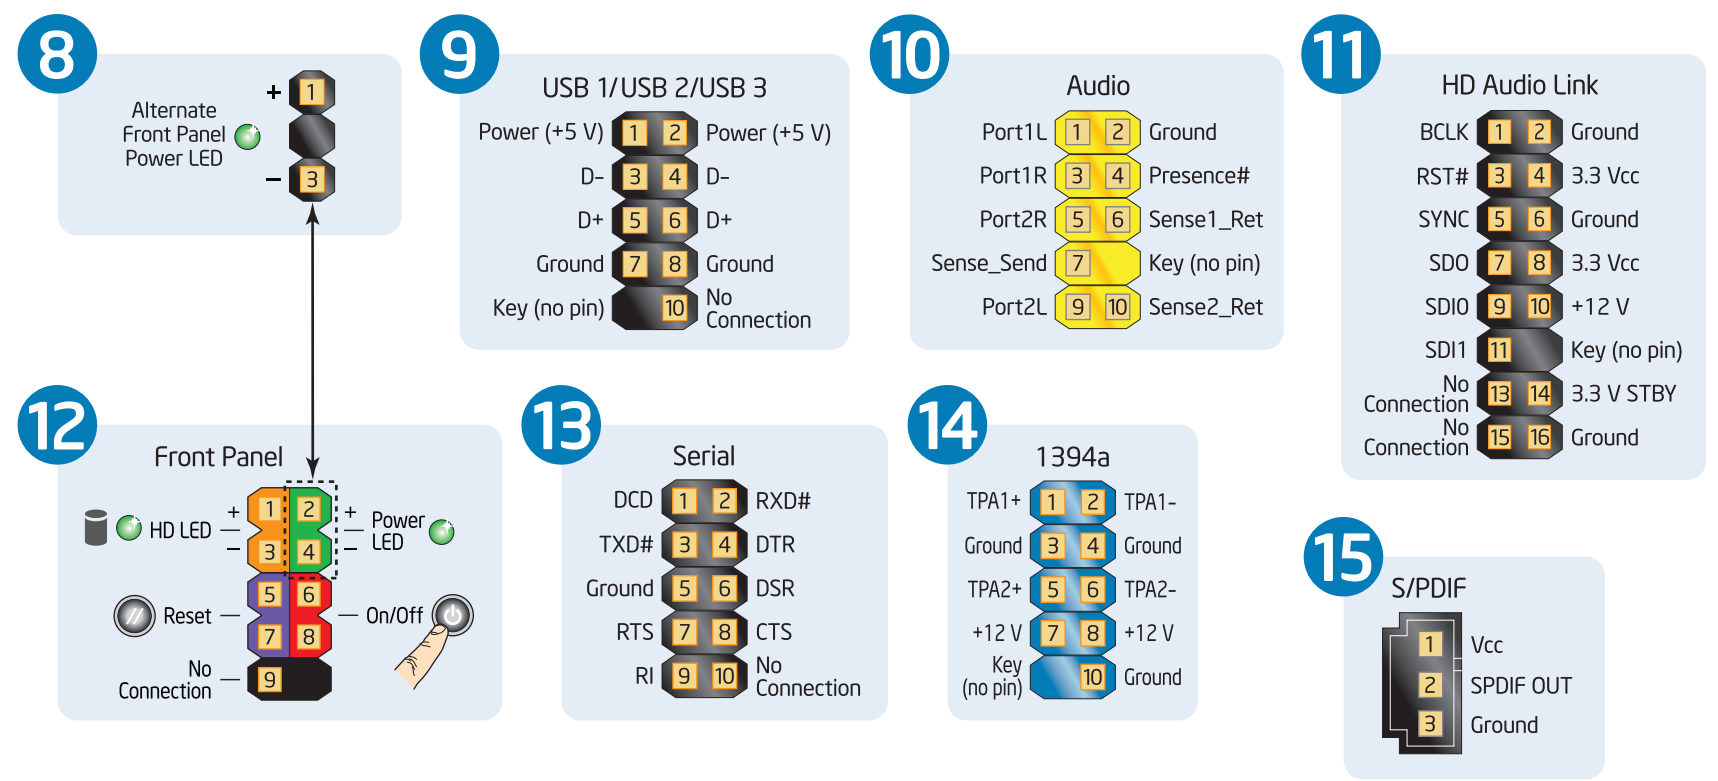 8
Alternate
Front Panel
Power LED
+ 1
− 3
9
USB 1/USB 2/USB 3
Power (+5 V) 1 2 Power (+5 V)
D− 3 4 D−
D+ 5 6 D+
Ground 7 8 Ground
Key (no pin) 10 No
Connection
10
Audio
Port1L 1 2 Ground
Port1R 3 4 Presence#
Port2R 5 6 Sense1_Ret
Sense_Send 7 Key (no pin)
Port2L 9 10 Sense2_Ret
11
HD Audio Link
BCLK 1 2 Ground
RST# 3 4 3.3 Vcc
SYNC 5 6 Ground
SDO 7 8 3.3 Vcc
SDI0 9 10 +12 V
SDI1 11 Key (no pin)
No
Connection 13 14 3.3 V STBY
No
Connection 15 16 Ground
12
Front Panel
+ 1 2 +
HD LED Power
LED
− 3 4 −
5 6
Reset On/Off
7 8
No
Connection 9
13
Serial
DCD 1 2 RXD#
TXD# 3 4 DTR
Ground 5 6 DSR
RTS 7 8 CTS
RI 9 10 No
Connection
14
1394a
TPA1+ 1 2 TPA1−
Ground 3 4 Ground
TPA2+ 5 6 TPA2−
+12 V 7 8 +12 V
Key
(no pin) 10 Ground
15
S/PDIF
1 Vcc
2 SPDIF OUT
3 Ground